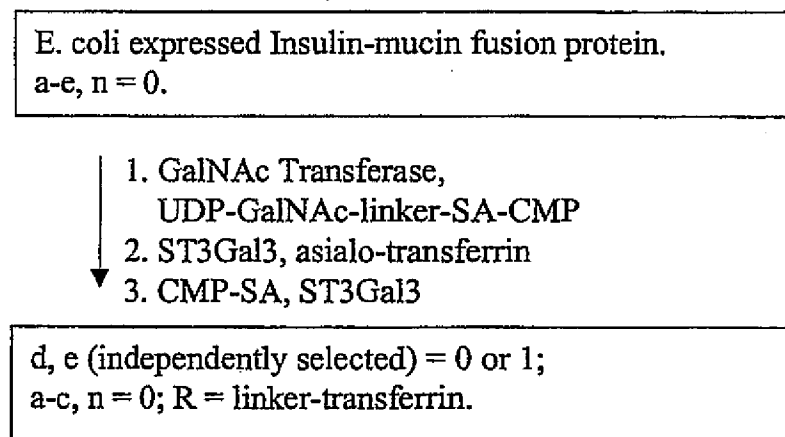 E. coli expressed Insulin-mucin fusion protein.
a-e, n = 0.
1. GalNAc Transferase,
UDP-GalNAc-linker-SA-CMP
2. ST3Gal3, asialo-transferrin
3. CMP-SA, ST3Gal3
d, e (independently selected) = 0 or 1;
a-c, n = 0; R = linker-transferrin.